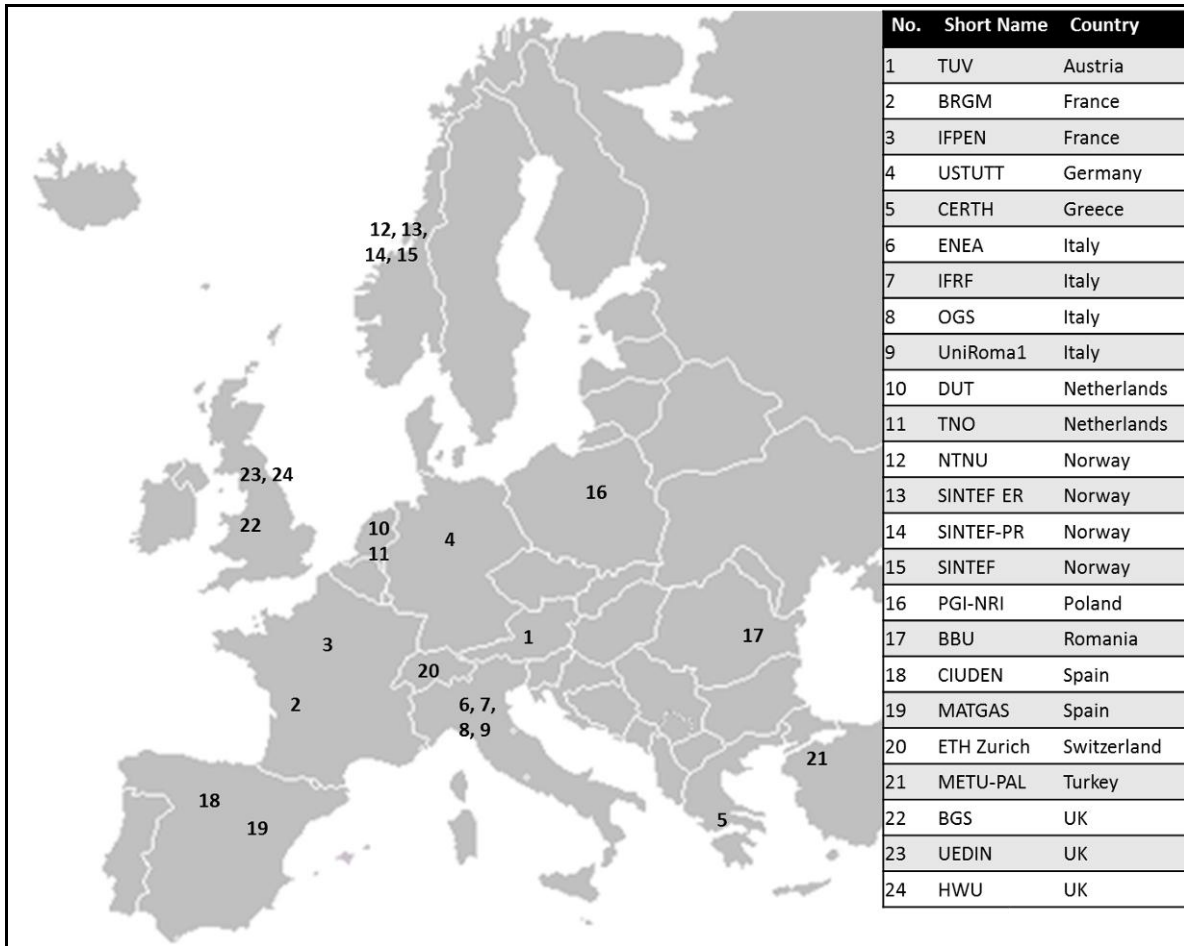 No. Short Name Country
1 TUV Austria
2 BRGM France
3 IFPEN France
4 USTUTT Germany
5 CERTH Greece
6 ENEA Italy
7 IFRF Italy
8 OGS Italy
9 UniRoma1 Italy
10 DUT Netherlands
11 TNO Netherlands
12 NTNU Norway
13 SINTEF ER Norway
14 SINTEF-PR Norway
15 SINTEF Norway
16 PGI-NRI Poland
17 BBU Romania
18 CIUDEN Spain
19 MATGAS Spain
20 ETH Zurich Switzerland
21 METU-PAL Turkey
22 BGS UK
23 UEDIN UK
24 HWU UK
12, 13,
14, 15
23, 24
16
22
10
4
11
3
1
17
20
2
6, 7,
8, 9
21
18
19
5